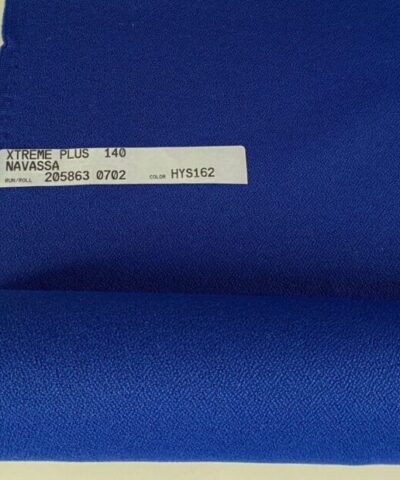 XTREME PLUS 140
NAVASSA
RUN/ROLL 205863 0702 COLOR HYS162